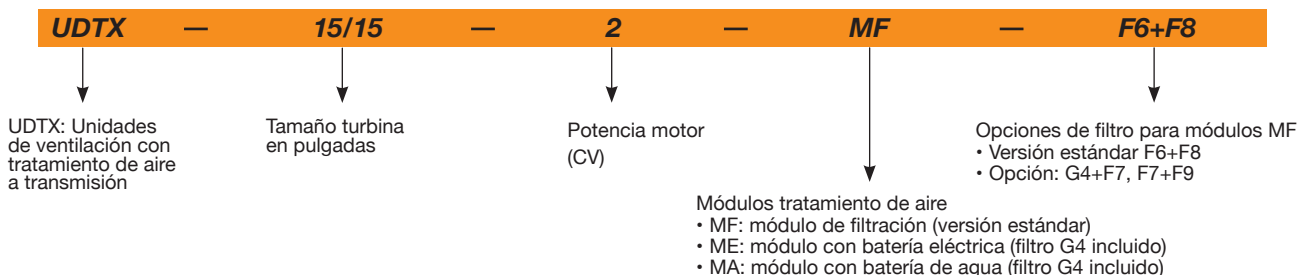 UDTX — 15/15 — 2 — MF — F6+F8
UDTX: Unidades
de ventilación con
tratamiento de aire
a transmisión
Tamaño turbina
en pulgadas
Potencia motor
(CV)
Módulos tratamiento de aire
• MF: módulo de filtración (versión estándar)
• ME: módulo con batería eléctrica (filtro G4 incluido)
• MA: módulo con batería de agua (filtro G4 incluido)
Opciones de filtro para módulos MF
• Versión estándar F6+F8
• Opción: G4+F7, F7+F9